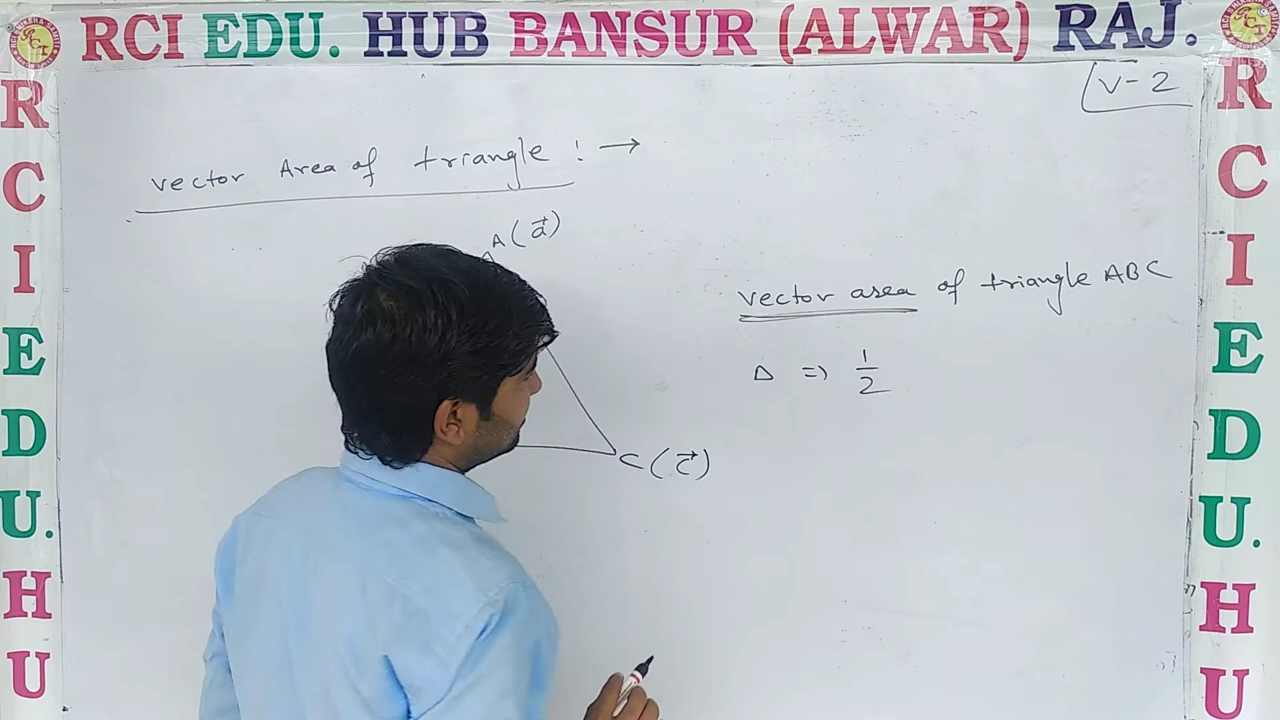 RCI EDU. HUB BANSUR (ALWAR) RAJ.
V-2
Vector Area of triangle : →
A(a⃗)
vector area of triangle ABC
Δ ⇒ 1/2
C(c⃗)
R
C
I
E
D
U.
H
U
R
C
I
E
D
U.
H
U